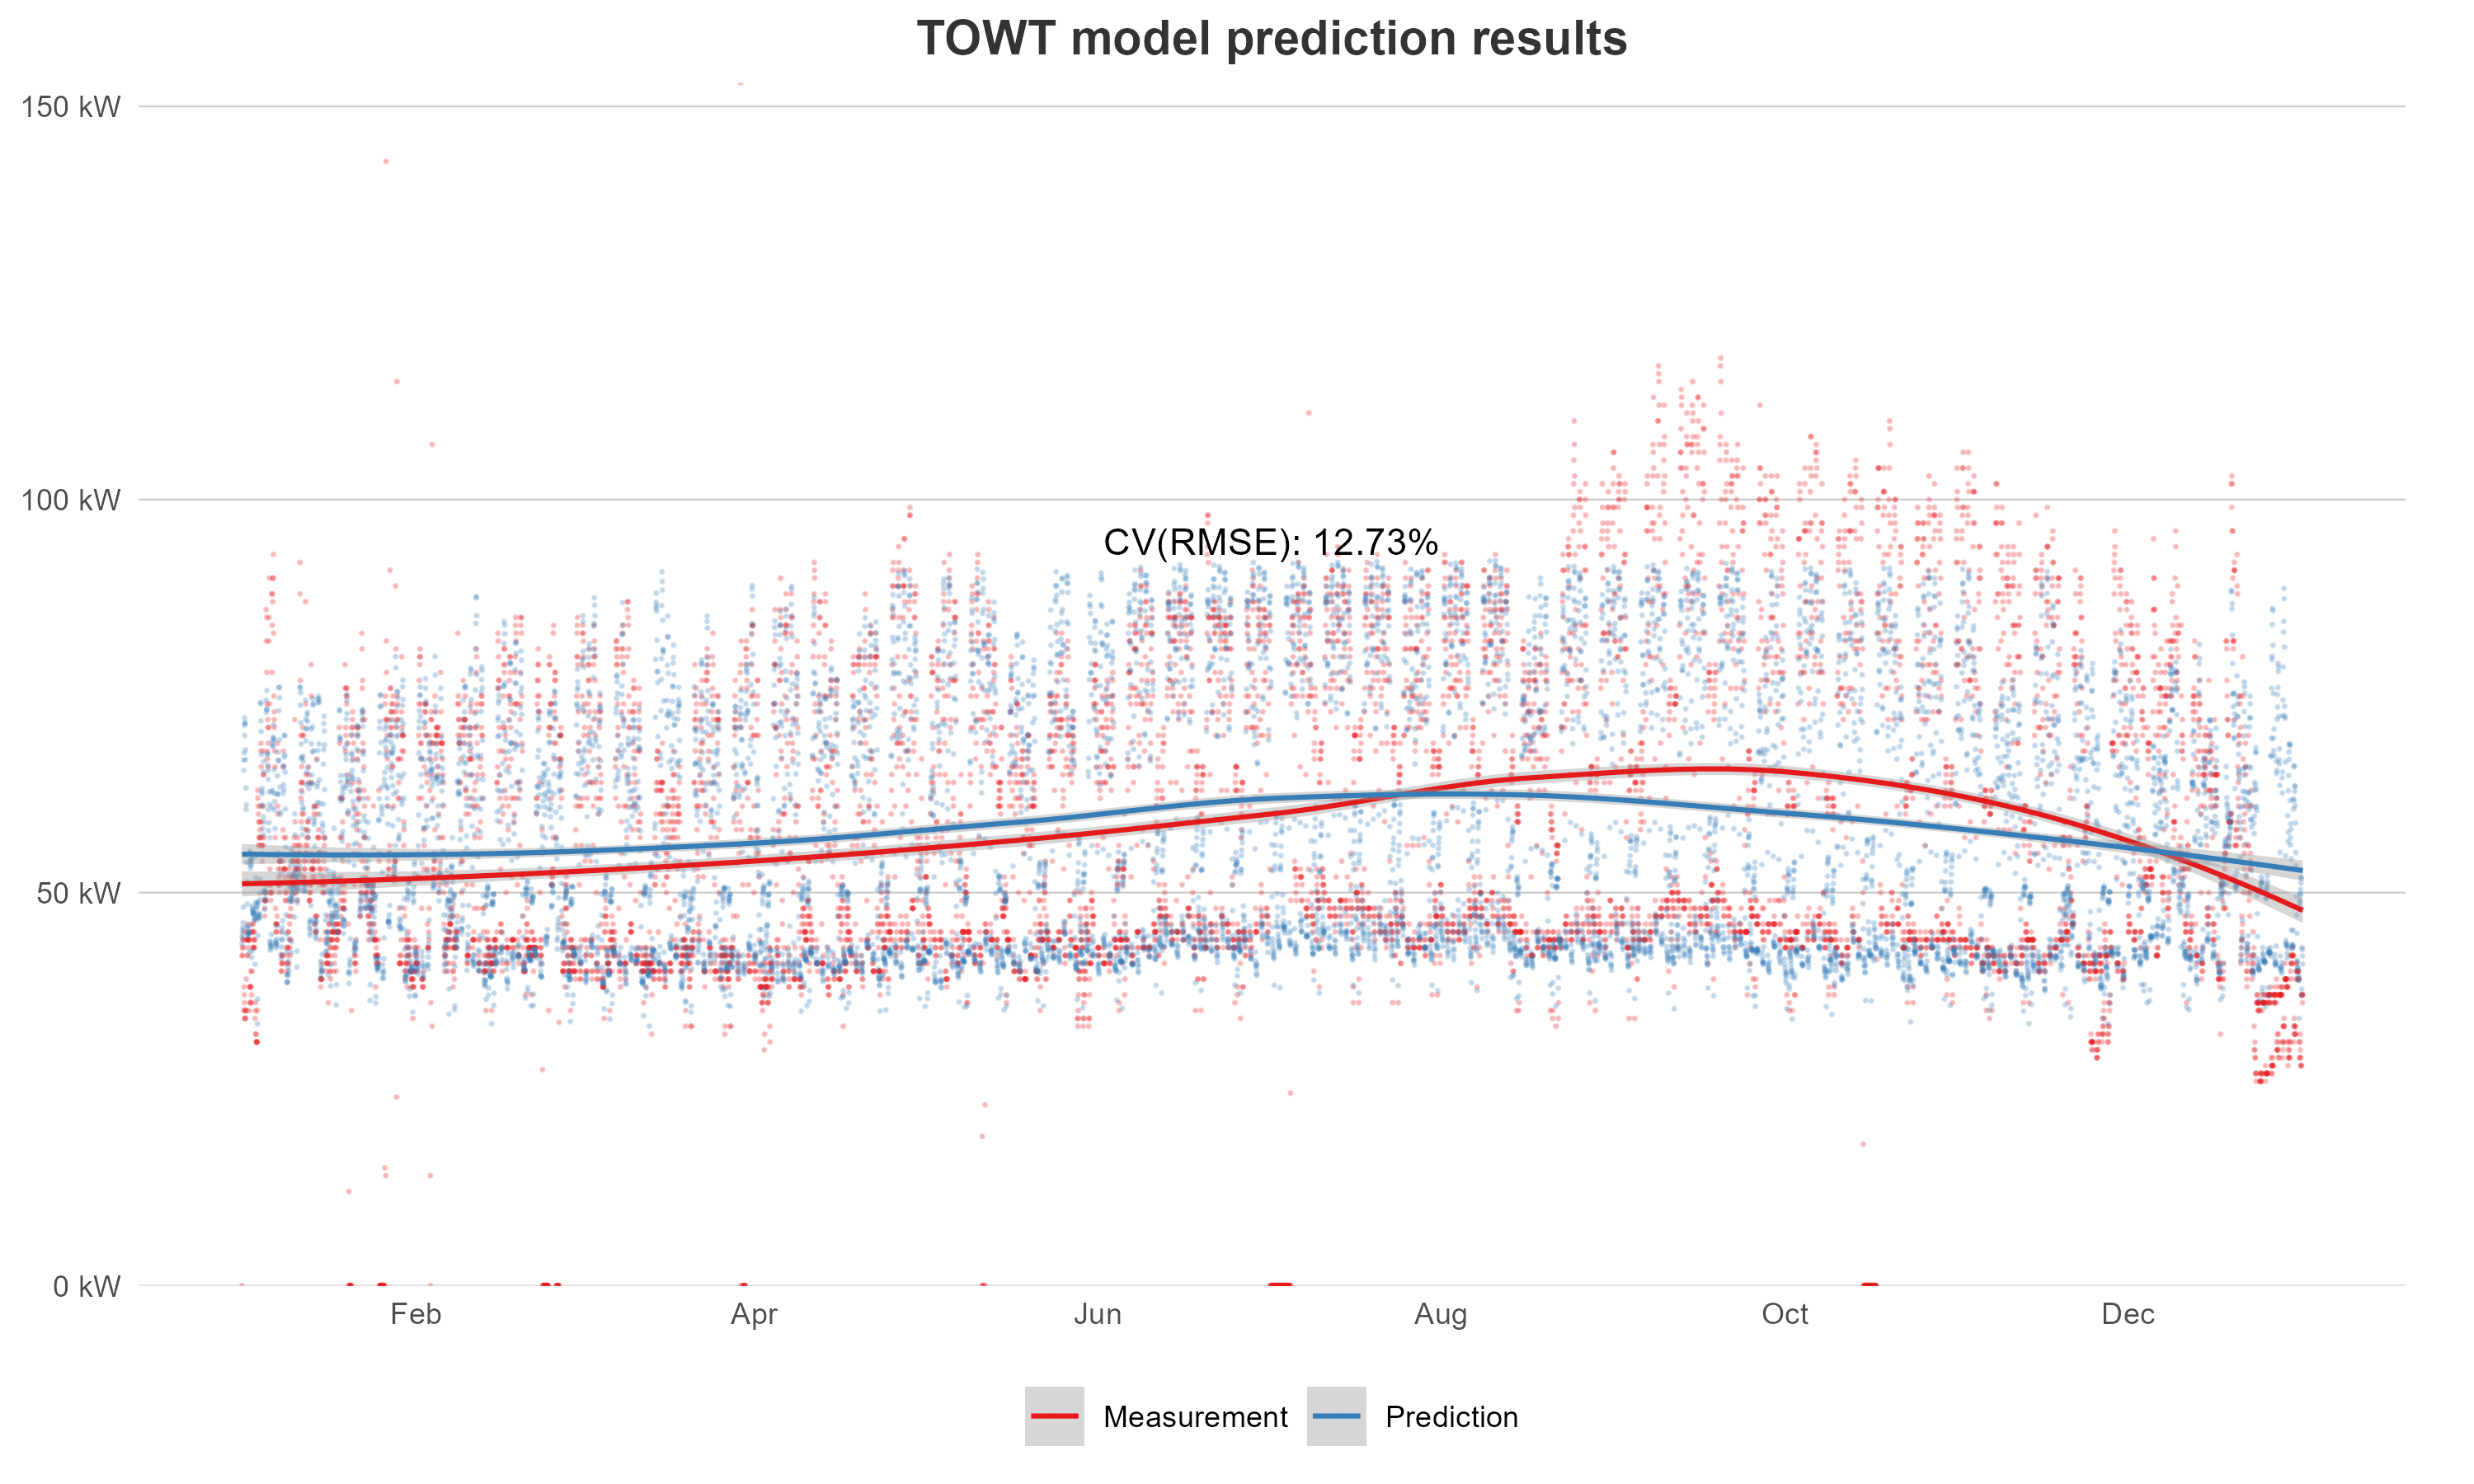 TOWT model prediction results
150 kW
100 kW
CV(RMSE): 12.73%
50 kW
0 kW
Feb Apr Jun Aug Oct Dec
Measurement Prediction